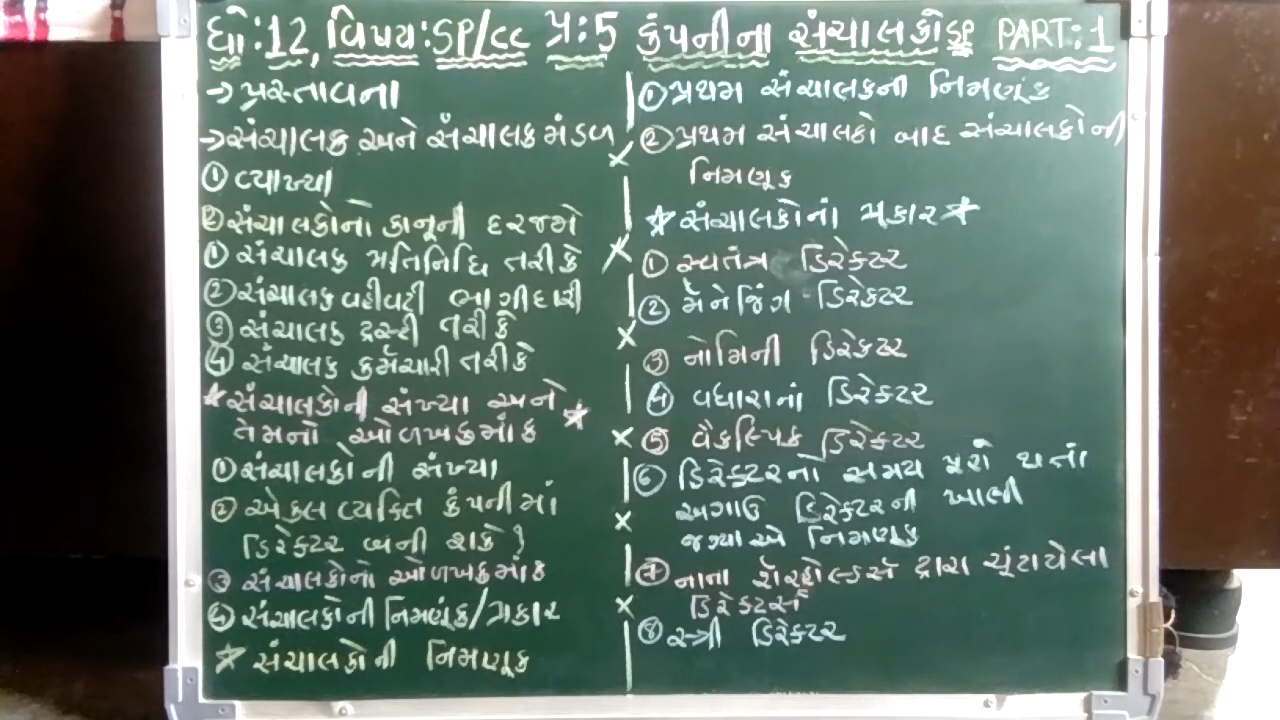 ધો:12, વિષય:SP/CC પ્ર:5 કંપનીના સંચાલકો PART:1
→ પ્રસ્તાવના
→ સંચાલક અને સંચાલક મંડળ
① વ્યાખ્યા
② સંચાલકોનો કાનૂની દરજ્જો
① સંચાલક પ્રતિનિધિ તરીકે
② સંચાલક વહીવટી ભાગીદારી
③ સંચાલક ટ્રસ્ટી તરીકે
④ સંચાલક કર્મચારી તરીકે
* સંચાલકોની સંખ્યા અને *
તેમનો ઓળખક્રમાંક
① સંચાલકોની સંખ્યા
② એકલ વ્યક્તિ કંપનીમાં
ડિરેક્ટર બની શકે ?
③ સંચાલકોનો ઓળખક્રમાંક
④ સંચાલકોની નિમણૂંક/પ્રકાર
* સંચાલકોની નિમણૂક
① પ્રથમ સંચાલકની નિમણૂંક
② પ્રથમ સંચાલકો બાદ સંચાલકોની
નિમણૂક
* સંચાલકોનાં પ્રકાર *
① સ્વતંત્ર ડિરેક્ટર
② મૅનેજિંગ ડિરેક્ટર
③ નોમિની ડિરેક્ટર
④ વધારાનાં ડિરેક્ટર
⑤ વૈકલ્પિક ડિરેક્ટર
⑥ ડિરેક્ટરનો સમય પૂરો થતાં
અગાઉ ડિરેક્ટરની ખાલી
જગ્યાએ નિમણૂક
⑦ નાના શૅરહોલ્ડર્સ દ્વારા ચૂંટાયેલા
ડિરેક્ટર્સ
⑧ સ્ત્રી ડિરેક્ટર